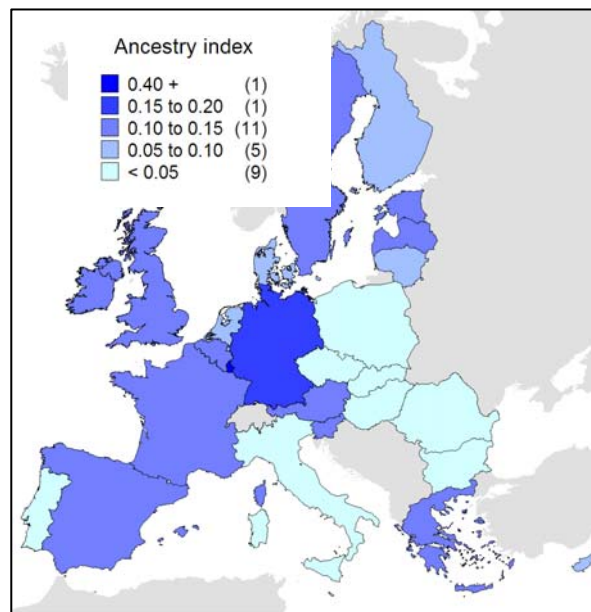 Ancestry index
0.40 + (1)
0.15 to 0.20 (1)
0.10 to 0.15 (11)
0.05 to 0.10 (5)
< 0.05 (9)